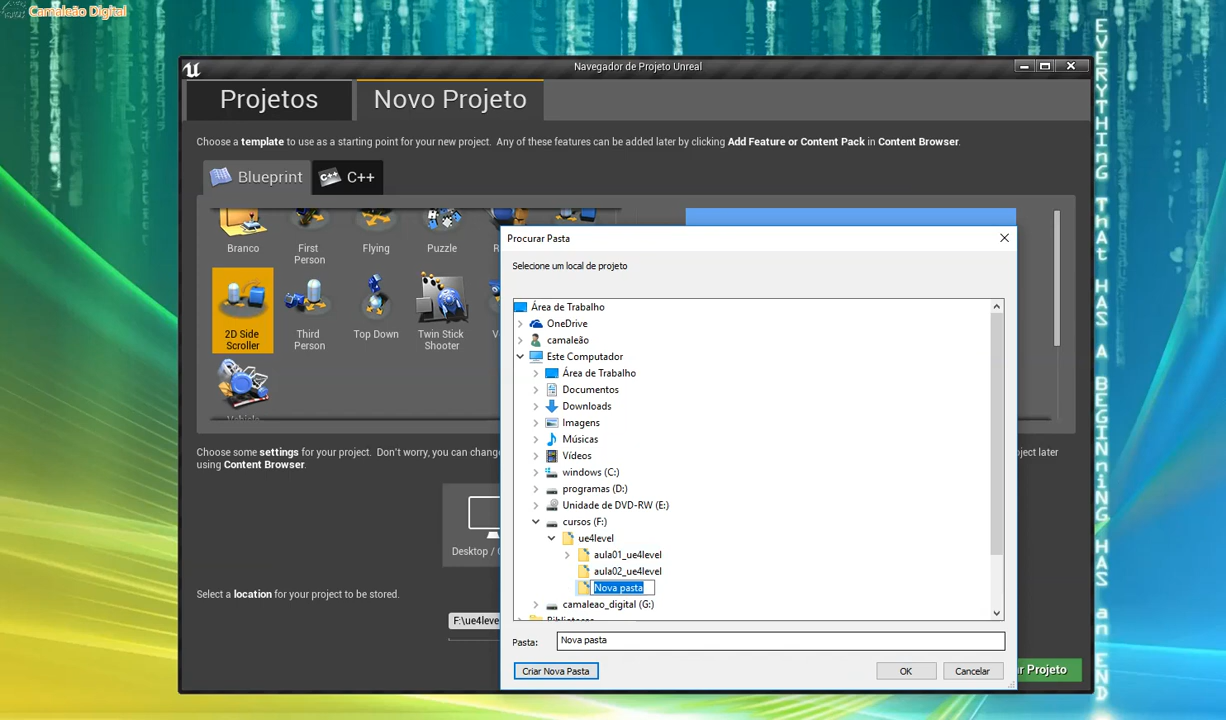 Camaleão Digital
Navegador de Projeto Unreal
Projetos
Novo Projeto
Choose a template to use as a starting point for your new project. Any of these features can be added later by clicking Add Feature or Content Pack in Content Browser.
Blueprint
C++
Branco
First Person
Flying
Puzzle
2D Side Scroller
Third Person
Top Down
Twin Stick Shooter
Choose some settings for your project. Don't worry, you can change
ject later
using Content Browser.
Desktop /
Select a location for your project to be stored.
F:\ue4leve
r Projeto
Procurar Pasta
Selecione um local de projeto
Área de Trabalho
OneDrive
camaleão
Este Computador
Área de Trabalho
Documentos
Downloads
Imagens
Músicas
Vídeos
windows (C:)
programas (D:)
Unidade de DVD-RW (E:)
cursos (F:)
ue4level
aula01_ue4level
aula02_ue4level
Nova pasta
camaleao_digital (G:)
Pasta:
Nova pasta
Criar Nova Pasta
OK
Cancelar
EVERYTHING THAT HAS A BEGINNING HAS AN END